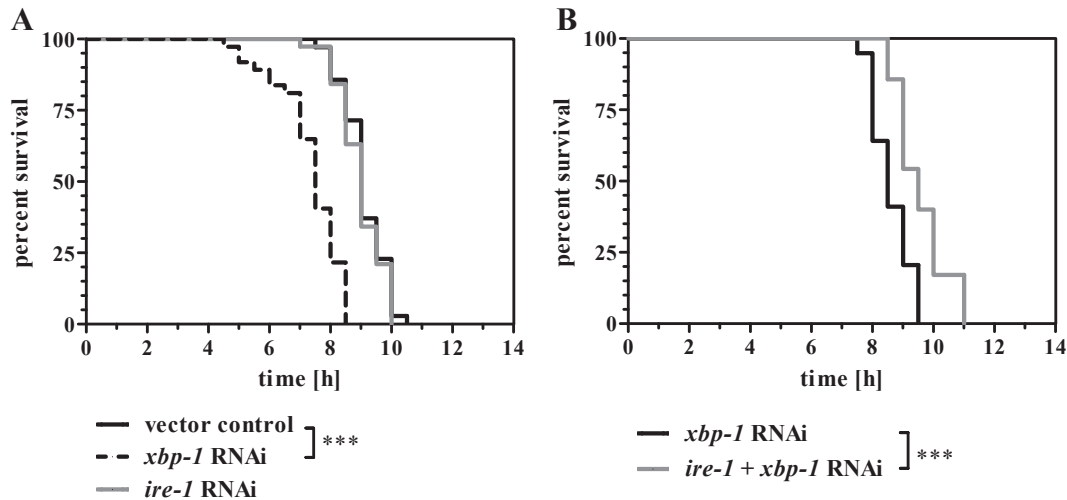 A
percent survival
100
75
50
25
0
0 2 4 6 8 10 12 14
time [h]
vector control
xbp-1 RNAi
ire-1 RNAi
***
B
percent survival
100
75
50
25
0
0 2 4 6 8 10 12 14
time [h]
xbp-1 RNAi
ire-1 + xbp-1 RNAi
***